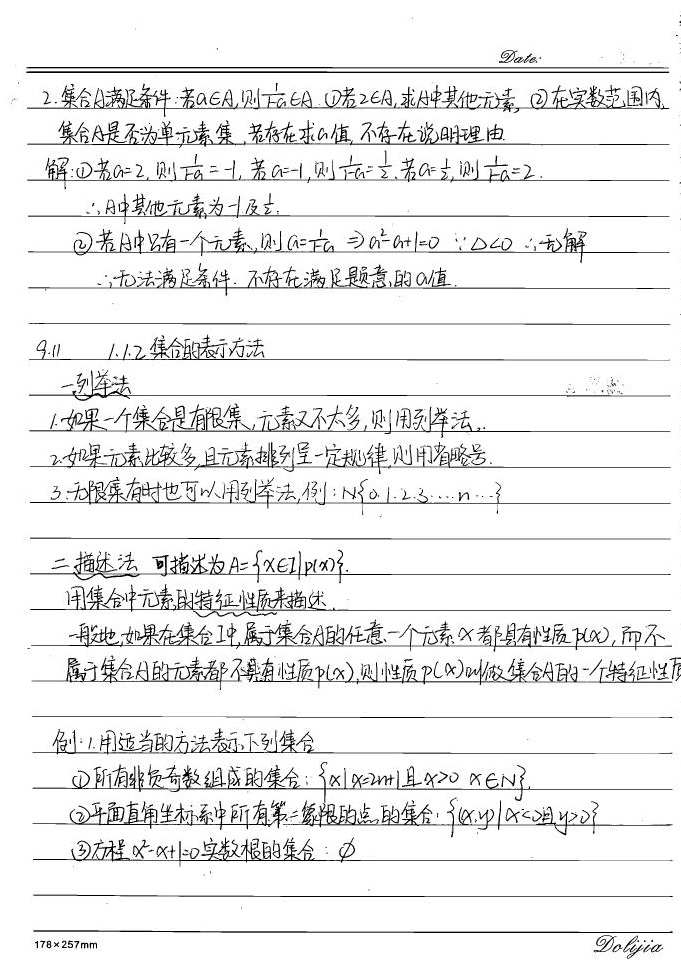 Date:
2.集合A满足条件:若a∈A,则1/(1-a)∈A ①若2∈A,求A中其他元素 ②在实数范围内,
集合A是否为单元素集,若存在求a值,不存在说明理由
解:①若a=2,则1/(1-a)=-1,若a=-1,则1/(1-a)=1/2.若a=1/2,则1/(1-a)=2.
∴A中其他元素为-1及1/2.
②若A中只有一个元素,则a=1/(1-a) ⇒a²-a+1=0 ∵Δ<0 ∴无解
∴无法满足条件.不存在满足题意的a值.
9.11 1.1.2集合的表示方法
一列举法
1.如果一个集合是有限集,元素又不太多,则用列举法.
2.如果元素比较多,且元素排列呈一定规律,则用省略号.
3.无限集有时也可以用列举法,例:N{0.1.2.3....n...}
二描述法 可描述为A={x∈I|p(x)}.
用集合中元素的特征性质来描述.
一般地,如果在集合I中,属于集合A的任意一个元素x都具有性质p(x),而不
属于集合A的元素都不具有性质p(x),则性质p(x)叫做集合A的一个特征性质
例:1.用适当的方法表示下列集合
①所有非负奇数组成的集合:{x|x=2n+1且x>0 x∈N}.
②平面直角坐标系中所有第二象限的点的集合:{(x,y)|x<0且y>0}
③方程x²-x+1=0实数根的集合:∅
178×257mm
Dolijia